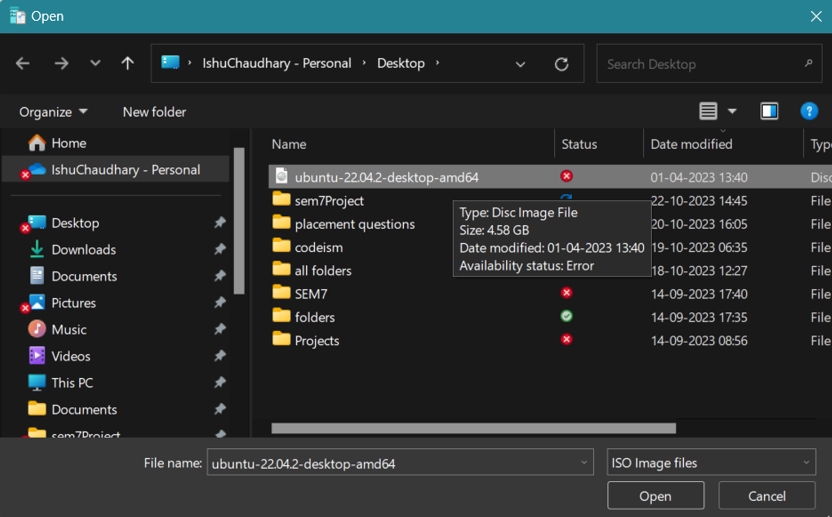 Open
IshuChaudhary - Personal › Desktop ›
Search Desktop
Organize New folder
Name Status Date modified Type
Home
IshuChaudhary - Personal
Desktop
Downloads
Documents
Pictures
Music
Videos
This PC
Documents
sem7Project
ubuntu-22.04.2-desktop-amd64 01-04-2023 13:40 Disc
sem7Project 22-10-2023 14:45 File
placement questions 20-10-2023 16:05 File
codeism 19-10-2023 06:35 File
all folders 18-10-2023 12:27 File
SEM7 14-09-2023 17:40 File
folders 14-09-2023 17:35 File
Projects 14-09-2023 08:56 File
Type: Disc Image File
Size: 4.58 GB
Date modified: 01-04-2023 13:40
Availability status: Error
File name: ubuntu-22.04.2-desktop-amd64 ISO Image files
Open Cancel